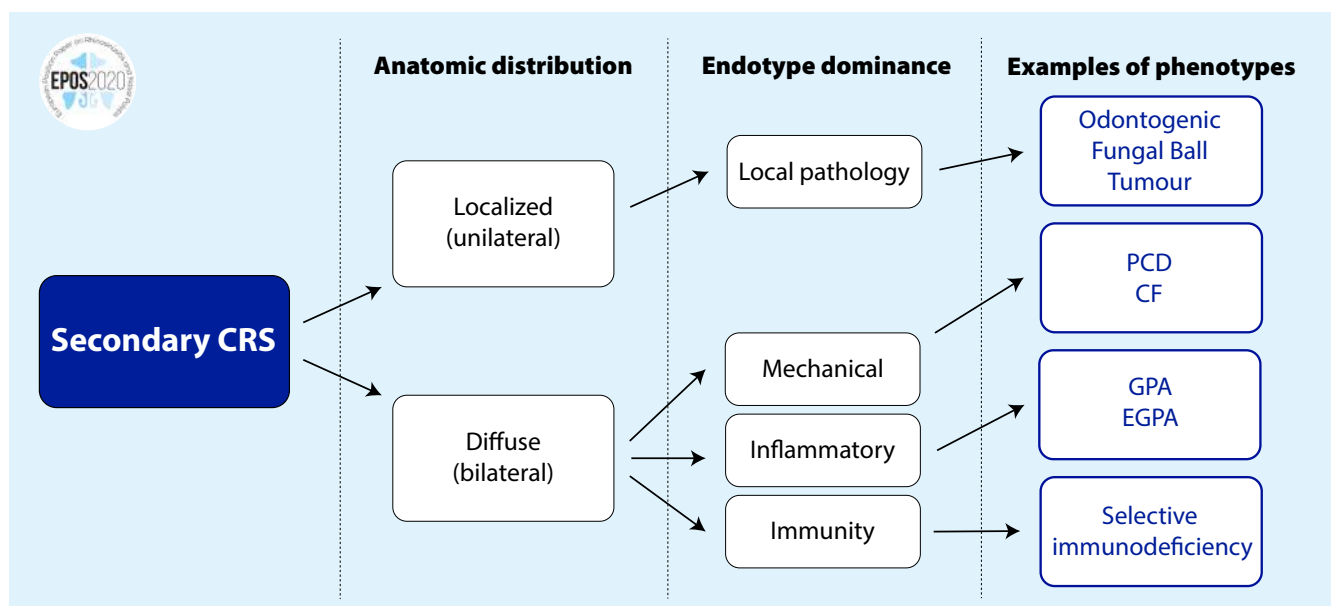 EPOS2020
Anatomic distribution
Endotype dominance
Examples of phenotypes
Secondary CRS
Localized
(unilateral)
Diffuse
(bilateral)
Local pathology
Mechanical
Inflammatory
Immunity
Odontogenic
Fungal Ball
Tumour
PCD
CF
GPA
EGPA
Selective
immunodeficiency